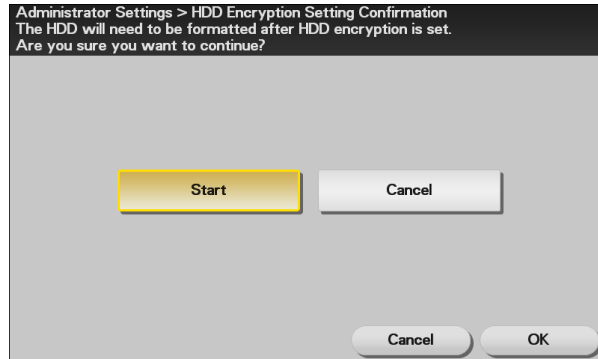 Administrator Settings > HDD Encryption Setting Confirmation
The HDD will need to be formatted after HDD encryption is set.
Are you sure you want to continue?
Start
Cancel
Cancel
OK